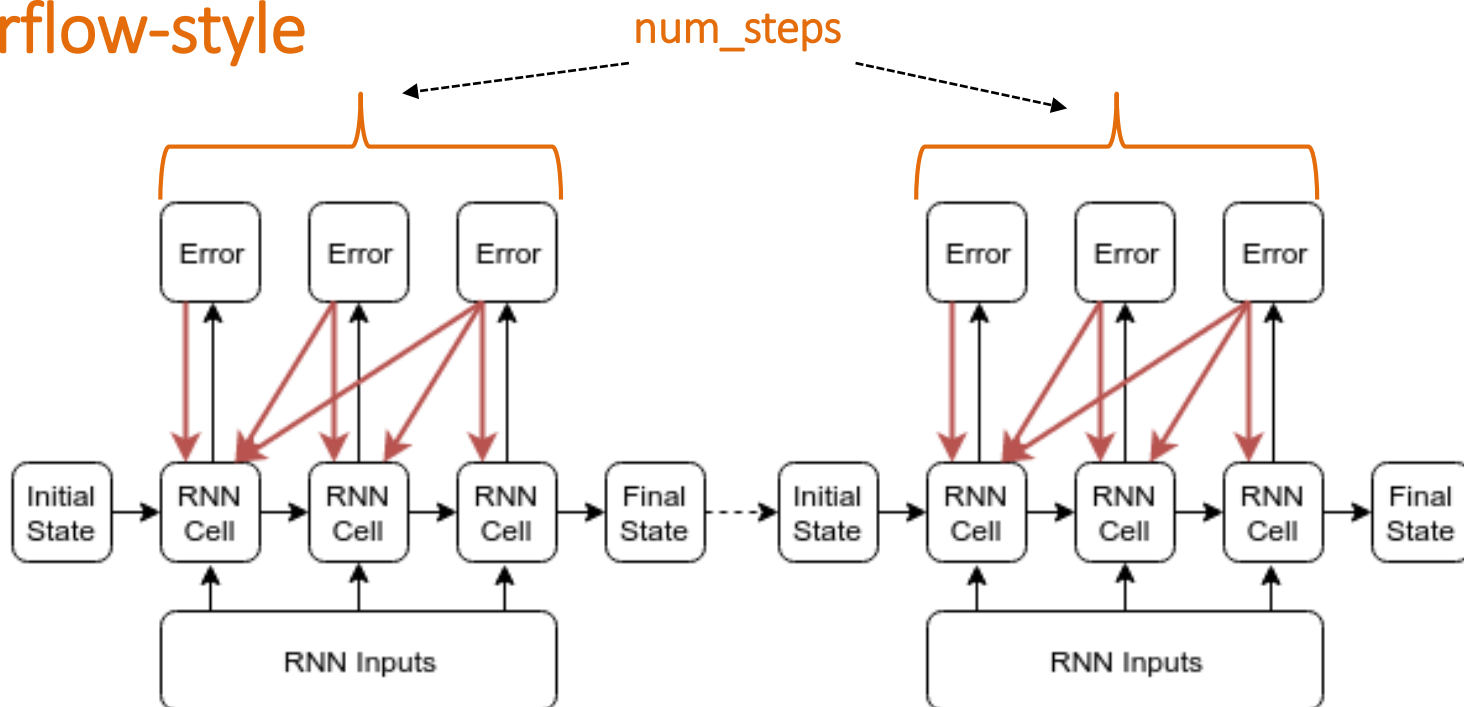 rflow-style
num_steps
Error Error Error Error Error Error
Initial State RNN Cell RNN Cell RNN Cell Final State Initial State RNN Cell RNN Cell RNN Cell Final State
RNN Inputs RNN Inputs